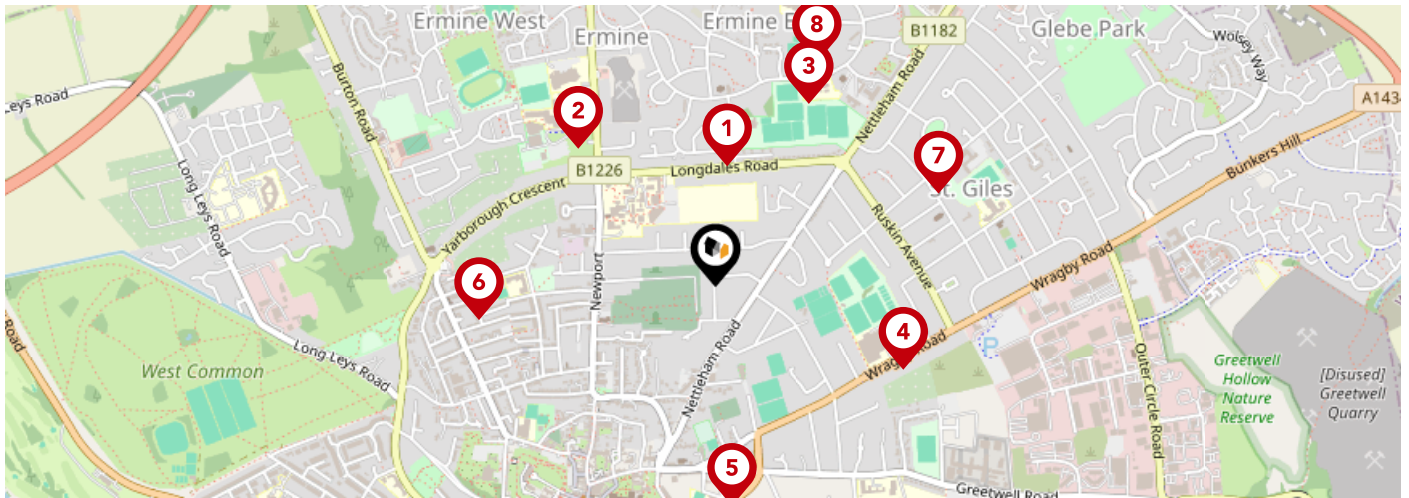 Ermine West
Ermine
8
B1182
Glebe Park
Wolsey Way
Leys Road
Burton Road
3
Nettleham Road
A1434
2
1
B1226
Longdales Road
7
St. Giles
Bunkers Hill
Long Leys Road
Yarborough Crescent
Ruskin Avenue
Newport
6
Wragby Road
4
Nettleham Road
P
Road
West Common
Long Leys Road
Outer Circle Road
Greetwell
Hollow
Nature
Reserve
[Disused]
Greetwell
Quarry
5
Greetwell Road